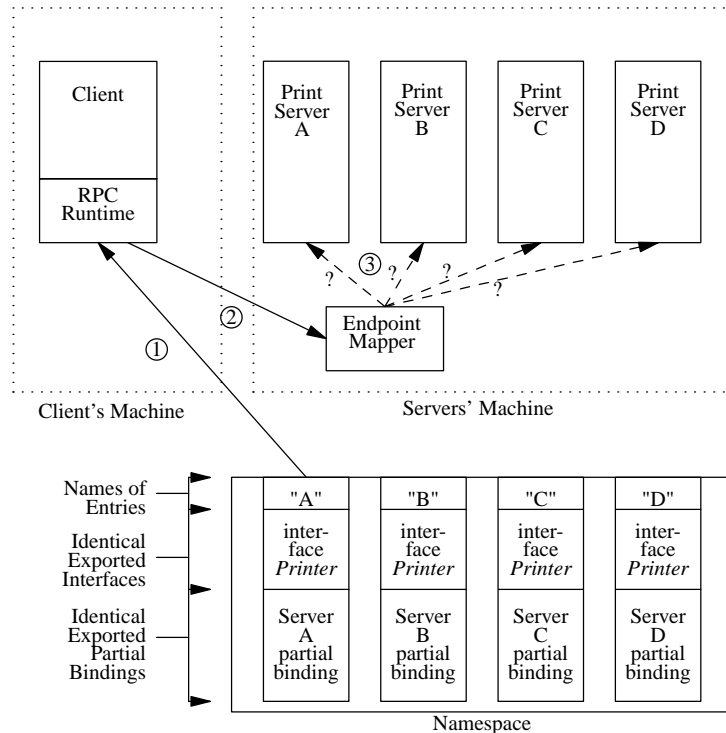 Client
RPC
Runtime
Print
Server
A
Print
Server
B
Print
Server
C
Print
Server
D
3
?
?
?
?
2
1
Endpoint
Mapper
Client's Machine
Servers' Machine
Names of
Entries
Identical
Exported
Interfaces
Identical
Exported
Partial
Bindings
"A"
inter-
face
Printer
Server
A
partial
binding
"B"
inter-
face
Printer
Server
B
partial
binding
"C"
inter-
face
Printer
Server
C
partial
binding
"D"
inter-
face
Printer
Server
D
partial
binding
Namespace